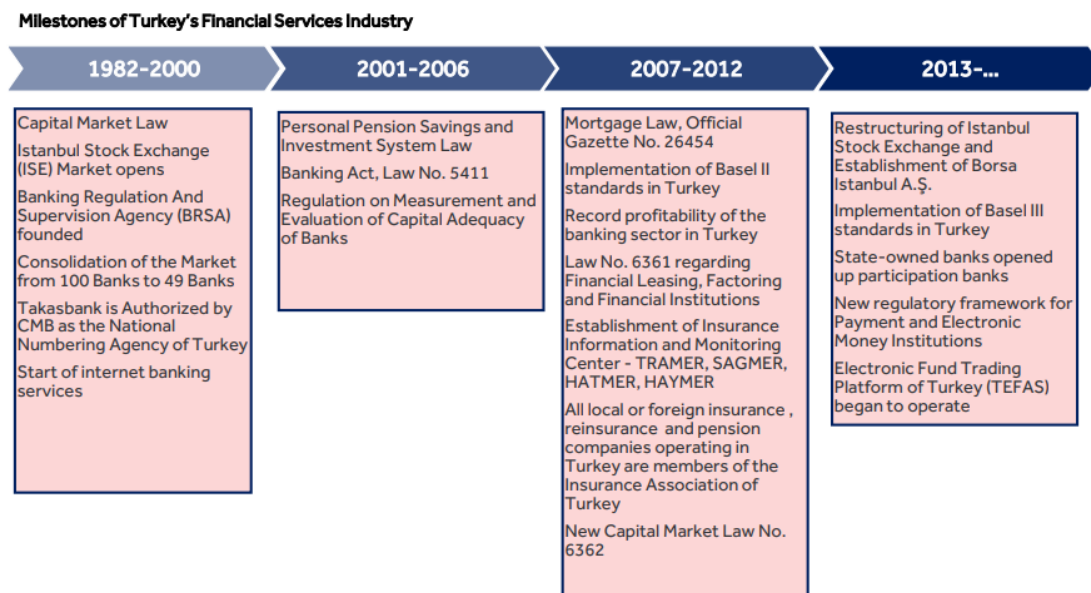 Milestones of Turkey's Financial Services Industry
1982-2000
2001-2006
2007-2012
2013-...
Capital Market Law
Istanbul Stock Exchange
(ISE) Market opens
Banking Regulation And
Supervision Agency (BRSA)
founded
Consolidation of the Market
from 100 Banks to 49 Banks
Takasbank is Authorized by
CMB as the National
Numbering Agency of Turkey
Start of internet banking
services
Personal Pension Savings and
Investment System Law
Banking Act, Law No. 5411
Regulation on Measurement and
Evaluation of Capital Adequacy
of Banks
Mortgage Law, Official
Gazette No. 26454
Implementation of Basel II
standards in Turkey
Record profitability of the
banking sector in Turkey
Law No. 6361 regarding
Financial Leasing, Factoring
and Financial Institutions
Establishment of Insurance
Information and Monitoring
Center - TRAMER, SAGMER,
HATMER, HAYMER
All local or foreign insurance ,
reinsurance and pension
companies operating in
Turkey are members of the
Insurance Association of
Turkey
New Capital Market Law No.
6362
Restructuring of Istanbul
Stock Exchange and
Establishment of Borsa
Istanbul A.Ş.
Implementation of Basel III
standards in Turkey
State-owned banks opened
up participation banks
New regulatory framework for
Payment and Electronic
Money Institutions
Electronic Fund Trading
Platform of Turkey (TEFAS)
began to operate